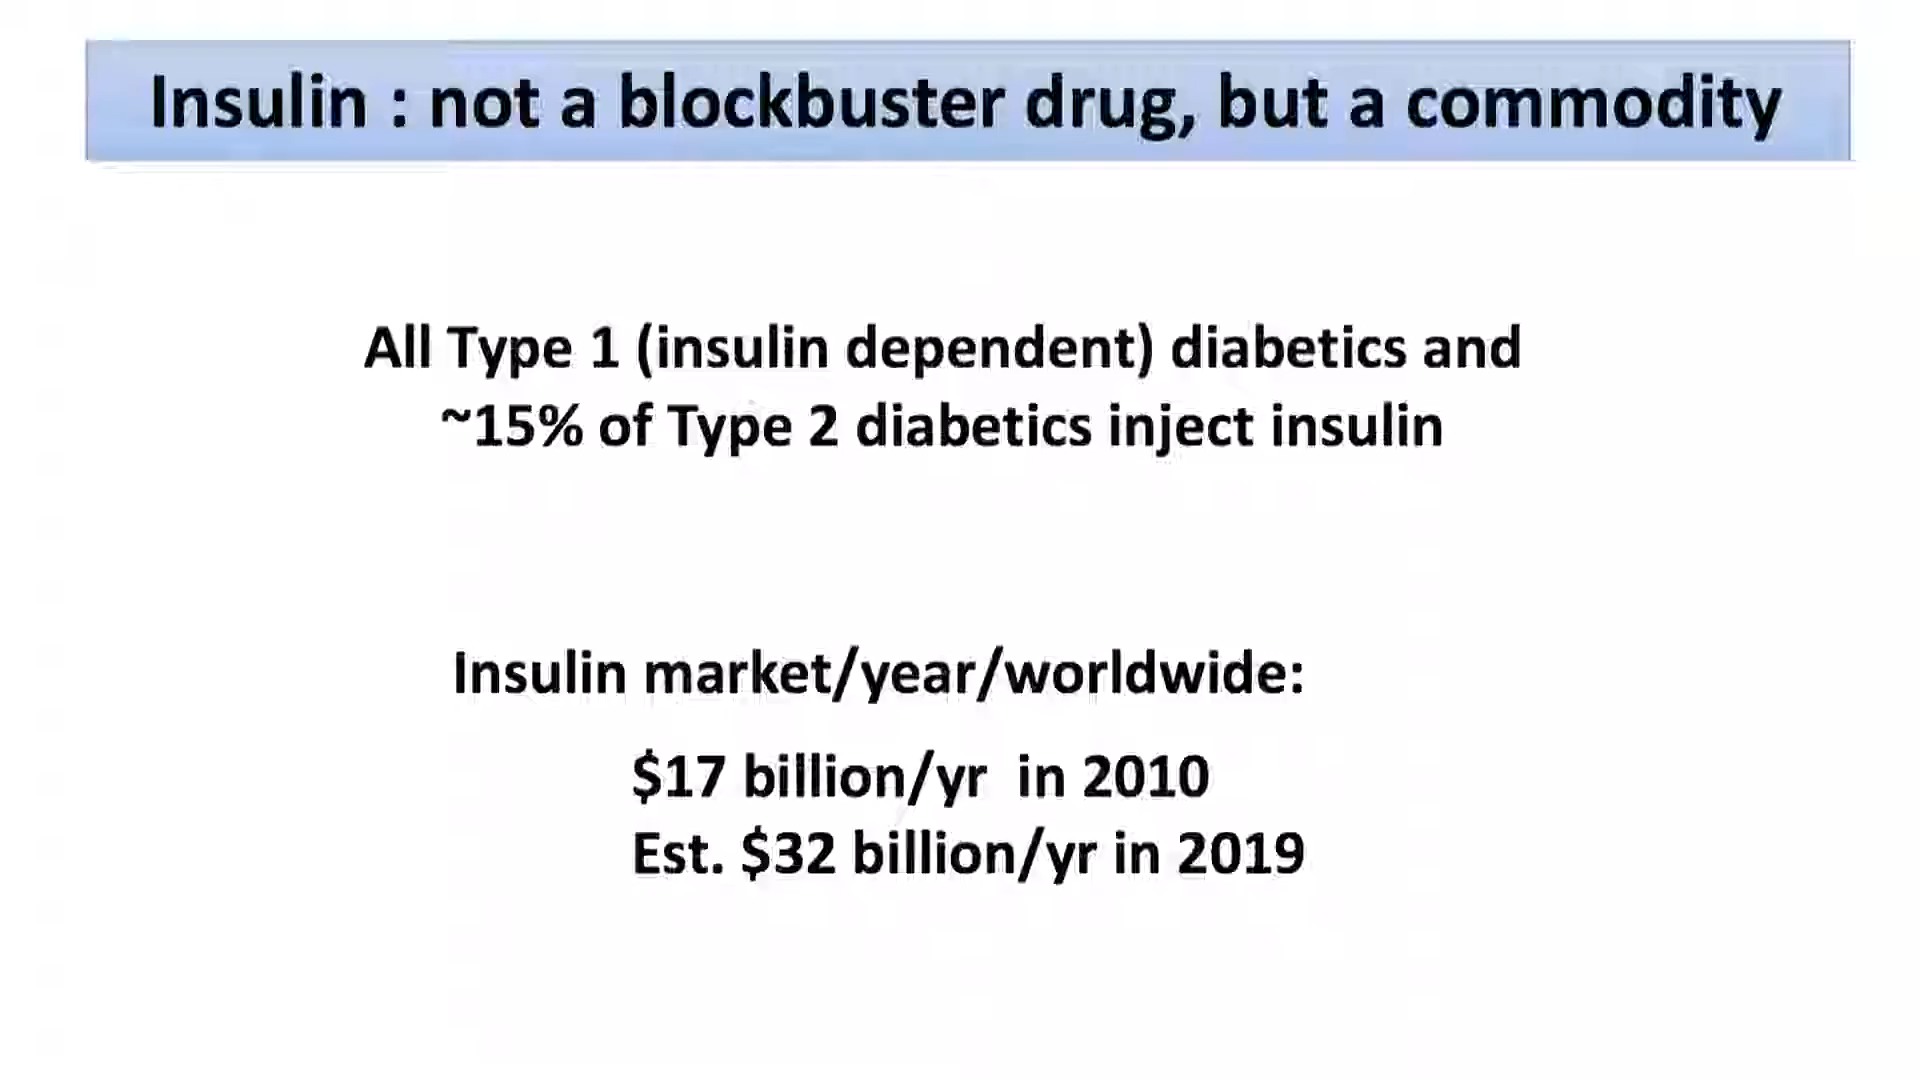 Insulin : not a blockbuster drug, but a commodity
All Type 1 (insulin dependent) diabetics and
~15% of Type 2 diabetics inject insulin
Insulin market/year/worldwide:
$17 billion/yr  in 2010
Est. $32 billion/yr in 2019